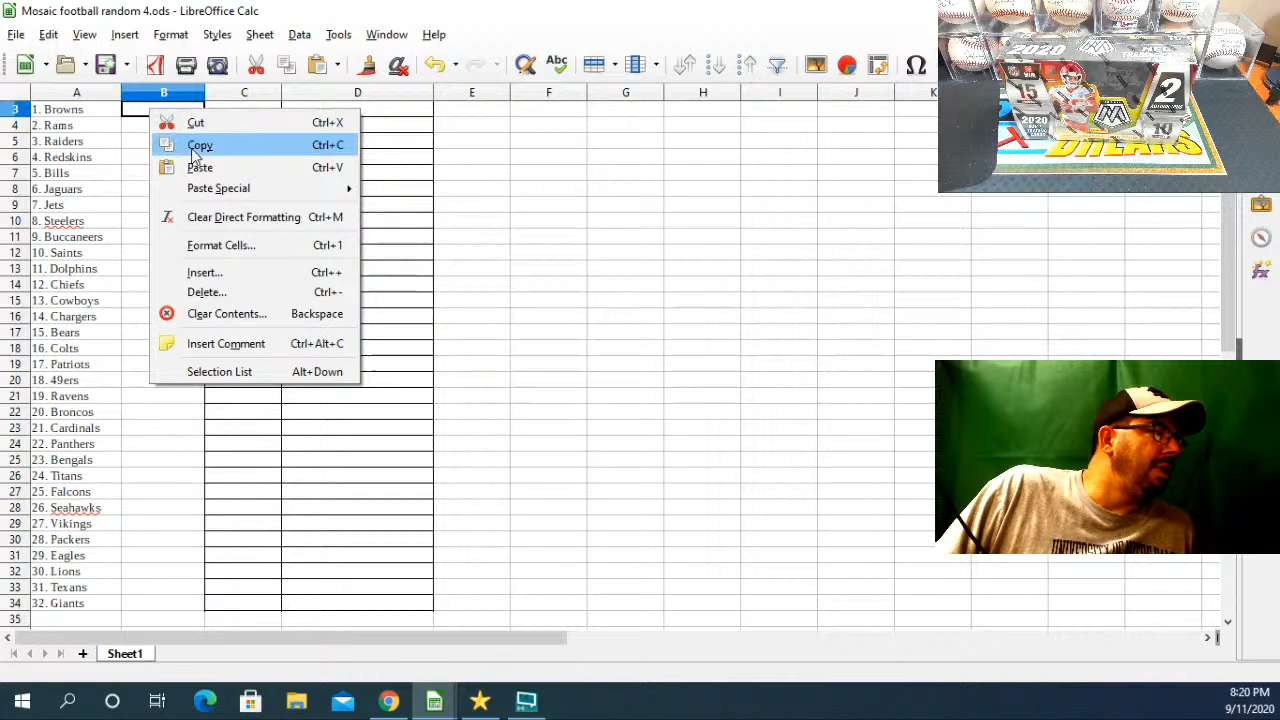 Mosaic football random 4.ods - LibreOffice Calc
File Edit View Insert Format Styles Sheet Data Tools Window Help
A B C D E F G H I J K
3 1. Browns
4 2. Rams
5 3. Raiders
6 4. Redskins
7 5. Bills
8 6. Jaguars
9 7. Jets
10 8. Steelers
11 9. Buccaneers
12 10. Saints
13 11. Dolphins
14 12. Chiefs
15 13. Cowboys
16 14. Chargers
17 15. Bears
18 16. Colts
19 17. Patriots
20 18. 49ers
21 19. Ravens
22 20. Broncos
23 21. Cardinals
24 22. Panthers
25 23. Bengals
26 24. Titans
27 25. Falcons
28 26. Seahawks
29 27. Vikings
30 28. Packers
31 29. Eagles
32 30. Lions
33 31. Texans
34 32. Giants
35
Cut Ctrl+X
Copy Ctrl+C
Paste Ctrl+V
Paste Special
Clear Direct Formatting Ctrl+M
Format Cells... Ctrl+1
Insert... Ctrl++
Delete... Ctrl+-
Clear Contents... Backspace
Insert Comment Ctrl+Alt+C
Selection List Alt+Down
Sheet1
2020
15
2
2020
10
8:20 PM
9/11/2020